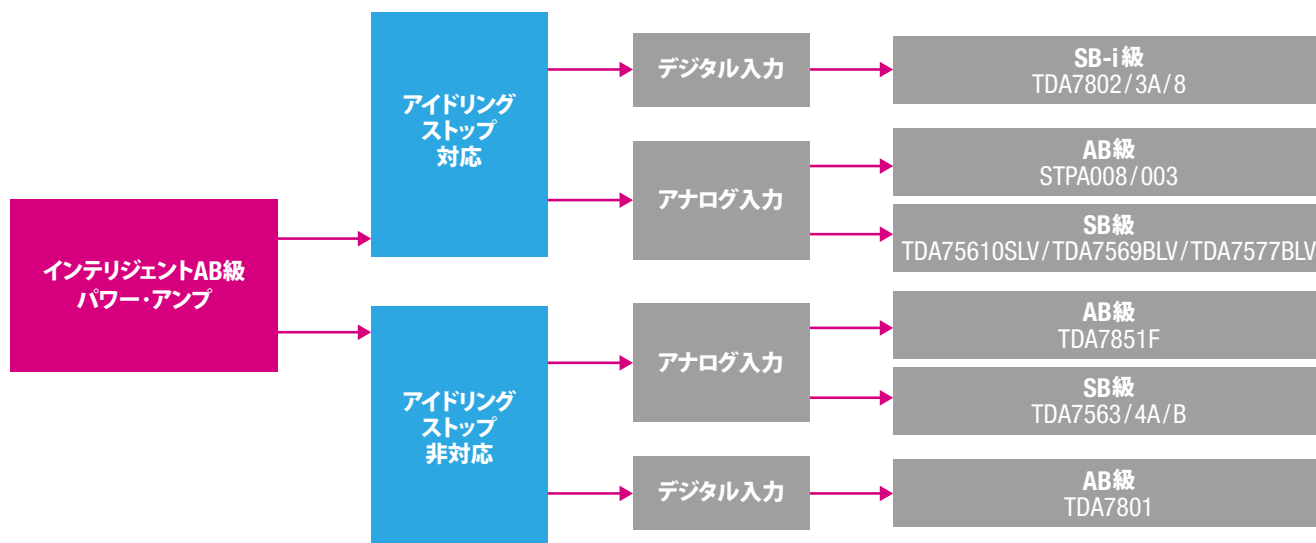 インテリジェントAB級
パワー・アンプ
アイドリング
ストップ
対応
デジタル入力
SB-i級
TDA7802/3A/8
アナログ入力
AB級
STPA008/003
SB級
TDA75610SLV/TDA7569BLV/TDA7577BLV
アイドリング
ストップ
非対応
アナログ入力
AB級
TDA7851F
SB級
TDA7563/4A/B
デジタル入力
AB級
TDA7801